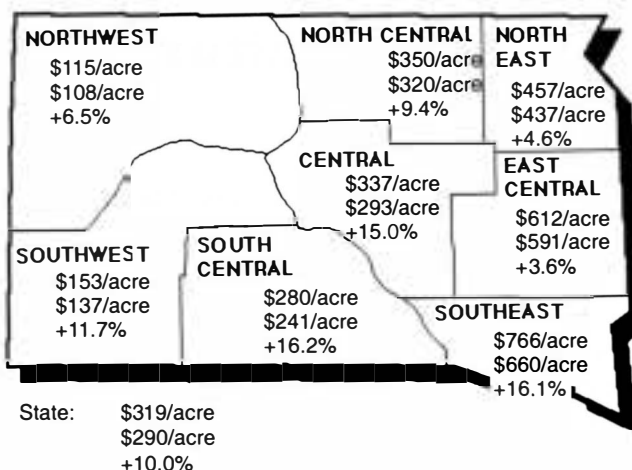 NORTHWEST
$115/acre
$108/acre
+6.5%
NORTH CENTRAL
$350/acre
$320/acre
+9.4%
NORTH
EAST
$457/acre
$437/acre
+4.6%
CENTRAL
$337/acre
$293/acre
+15.0%
EAST
CENTRAL
$612/acre
$591/acre
+3.6%
SOUTHWEST
$153/acre
$137/acre
+11.7%
SOUTH
CENTRAL
$280/acre
$241/acre
+16.2%
SOUTHEAST
$766/acre
$660/acre
+16.1%
State: $319/acre
$290/acre
+10.0%